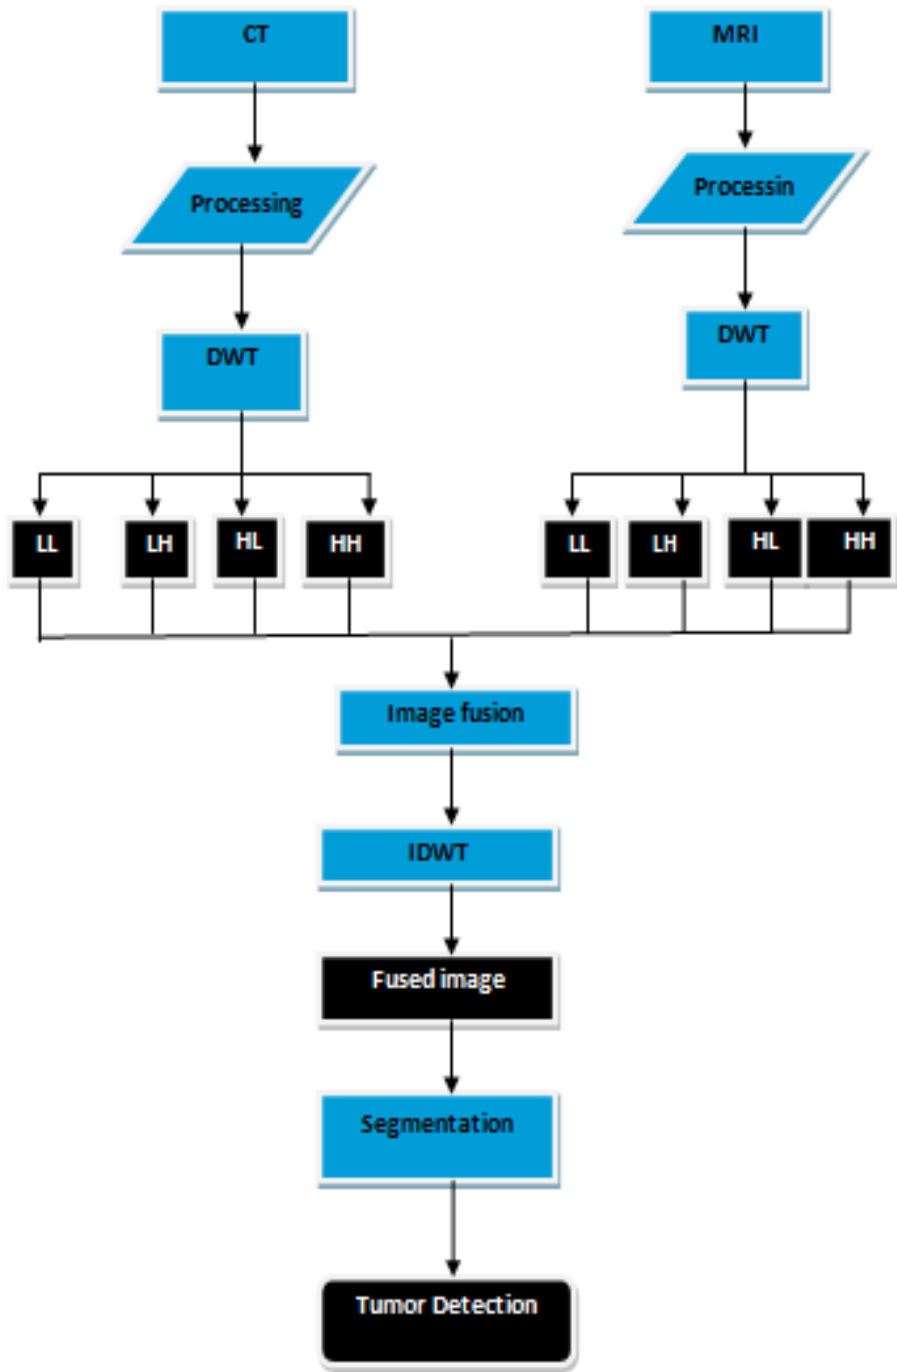 CT
MRI
Processing
Processin
DWT
DWT
LL
LH
HL
HH
LL
LH
HL
HH
Image fusion
IDWT
Fused image
Segmentation
Tumor Detection